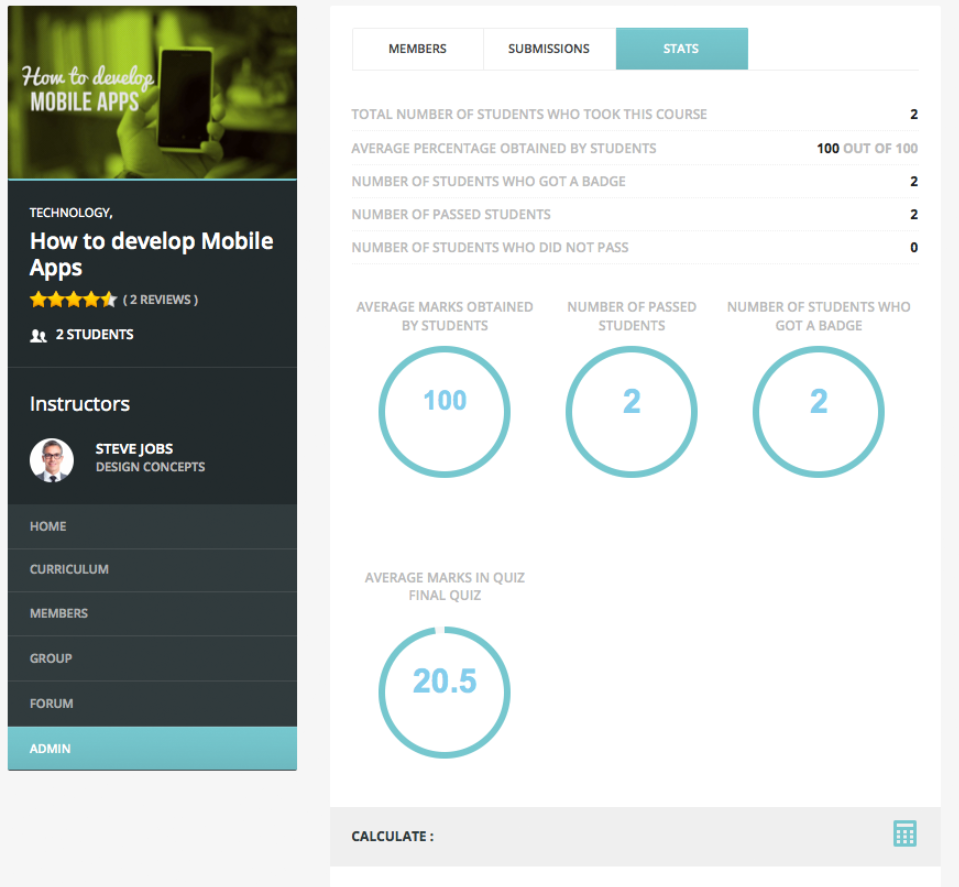 How to develop
MOBILE APPS
TECHNOLOGY,
How to develop Mobile
Apps
( 2 REVIEWS )
2 STUDENTS
Instructors
STEVE JOBS
DESIGN CONCEPTS
HOME
CURRICULUM
MEMBERS
GROUP
FORUM
ADMIN
MEMBERS SUBMISSIONS STATS
TOTAL NUMBER OF STUDENTS WHO TOOK THIS COURSE 2
AVERAGE PERCENTAGE OBTAINED BY STUDENTS 100 OUT OF 100
NUMBER OF STUDENTS WHO GOT A BADGE 2
NUMBER OF PASSED STUDENTS 2
NUMBER OF STUDENTS WHO DID NOT PASS 0
AVERAGE MARKS OBTAINED
BY STUDENTS
100
NUMBER OF PASSED
STUDENTS
2
NUMBER OF STUDENTS WHO
GOT A BADGE
2
AVERAGE MARKS IN QUIZ
FINAL QUIZ
20.5
CALCULATE :